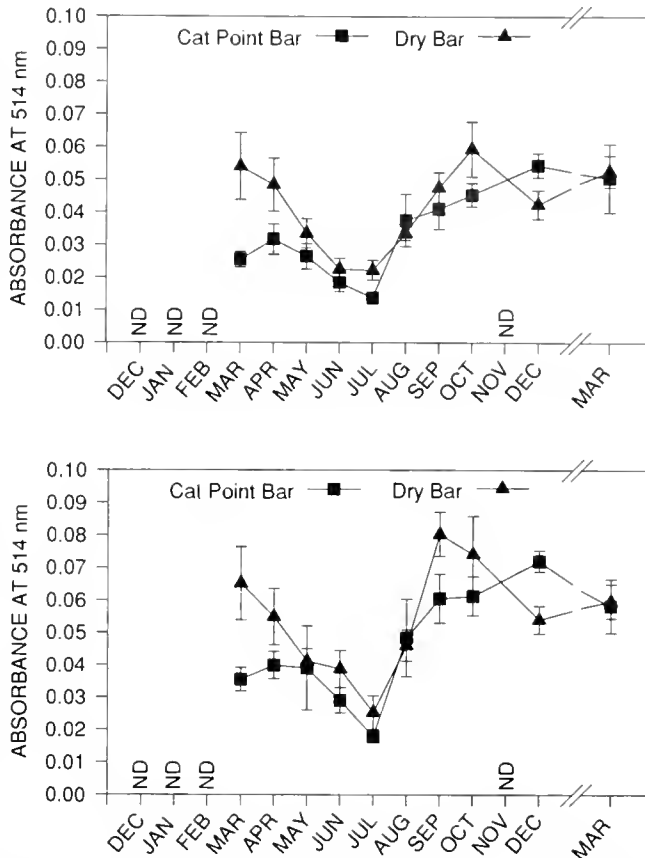 0.10
Cat Point Bar
Dry Bar
0.09
0.08
0.07
0.06
0.05
0.04
0.03
0.02
0.01
0.00
ABSORBANCE AT 514 nm
ND
ND
ND
ND
DEC
JAN
FEB
MAR
APR
MAY
JUN
JUL
AUG
SEP
OCT
NOV
DEC
MAR
0.10
Cat Point Bar
Dry Bar
0.09
0.08
0.07
0.06
0.05
0.04
0.03
0.02
0.01
0.00
ABSORBANCE AT 514 nm
ND
ND
ND
ND
DEC
JAN
FEB
MAR
APR
MAY
JUN
JUL
AUG
SEP
OCT
NOV
DEC
MAR